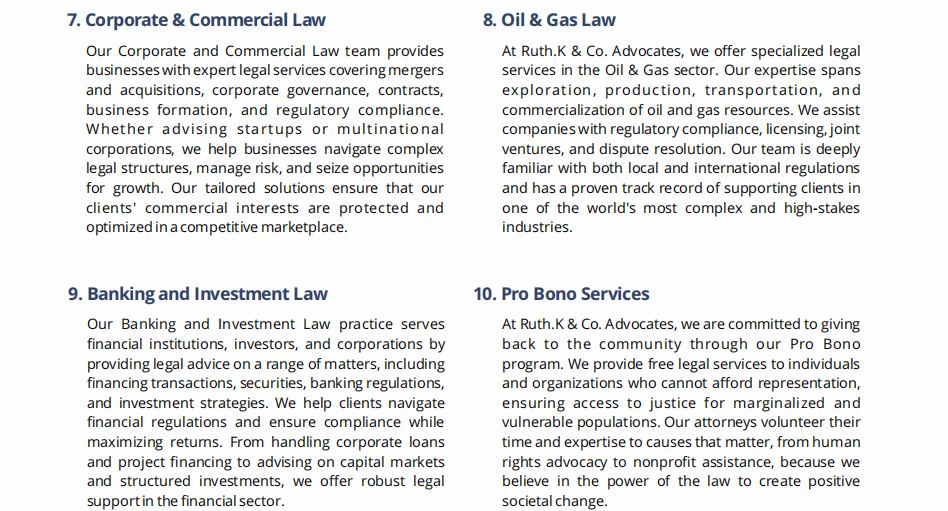 7. Corporate & Commercial Law
Our Corporate and Commercial Law team provides
businesses with expert legal services covering mergers
and acquisitions, corporate governance, contracts,
business formation, and regulatory compliance.
Whether advising startups or multinational
corporations, we help businesses navigate complex
legal structures, manage risk, and seize opportunities
for growth. Our tailored solutions ensure that our
clients' commercial interests are protected and
optimized in a competitive marketplace.
8. Oil & Gas Law
At Ruth.K & Co. Advocates, we offer specialized legal
services in the Oil & Gas sector. Our expertise spans
exploration, production, transportation, and
commercialization of oil and gas resources. We assist
companies with regulatory compliance, licensing, joint
ventures, and dispute resolution. Our team is deeply
familiar with both local and international regulations
and has a proven track record of supporting clients in
one of the world's most complex and high-stakes
industries.
9. Banking and Investment Law
Our Banking and Investment Law practice serves
financial institutions, investors, and corporations by
providing legal advice on a range of matters, including
financing transactions, securities, banking regulations,
and investment strategies. We help clients navigate
financial regulations and ensure compliance while
maximizing returns. From handling corporate loans
and project financing to advising on capital markets
and structured investments, we offer robust legal
support in the financial sector.
10. Pro Bono Services
At Ruth.K & Co. Advocates, we are committed to giving
back to the community through our Pro Bono
program. We provide free legal services to individuals
and organizations who cannot afford representation,
ensuring access to justice for marginalized and
vulnerable populations. Our attorneys volunteer their
time and expertise to causes that matter, from human
rights advocacy to nonprofit assistance, because we
believe in the power of the law to create positive
societal change.